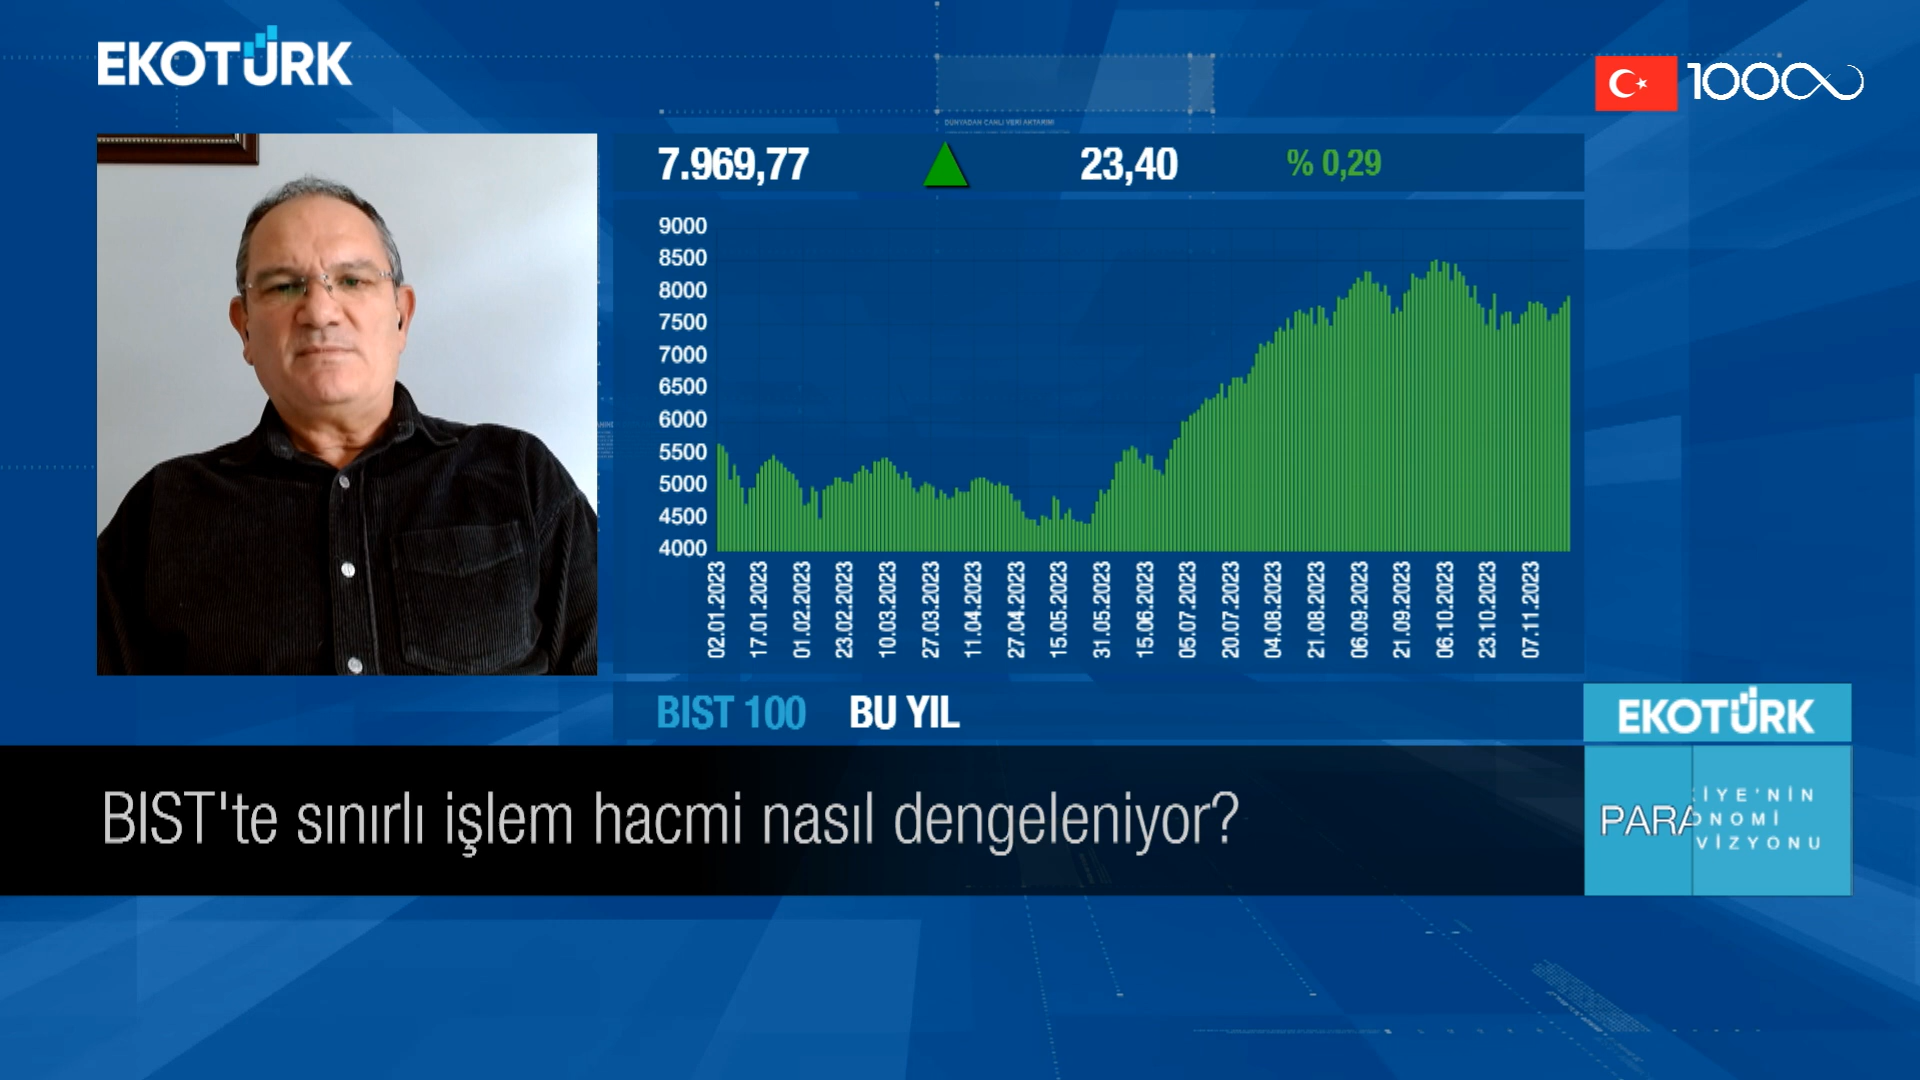 EKOTÜRK
100
DÜNYADAN CANLI VERİ AKTARIMI
7.969,77 23,40 % 0,29
9000
8500
8000
7500
7000
6500
6000
5500
5000
4500
4000
02.01.2023 17.01.2023 01.02.2023 23.02.2023 10.03.2023 27.03.2023 11.04.2023 27.04.2023 15.05.2023 31.05.2023 15.06.2023 05.07.2023 20.07.2023 04.08.2023 21.08.2023 06.09.2023 21.09.2023 06.10.2023 23.10.2023 07.11.2023
BIST 100 BU YIL
EKOTÜRK
BIST'te sınırlı işlem hacmi nasıl dengeleniyor?
PARA
İYE'NİN
ONOMİ
VİZYONU